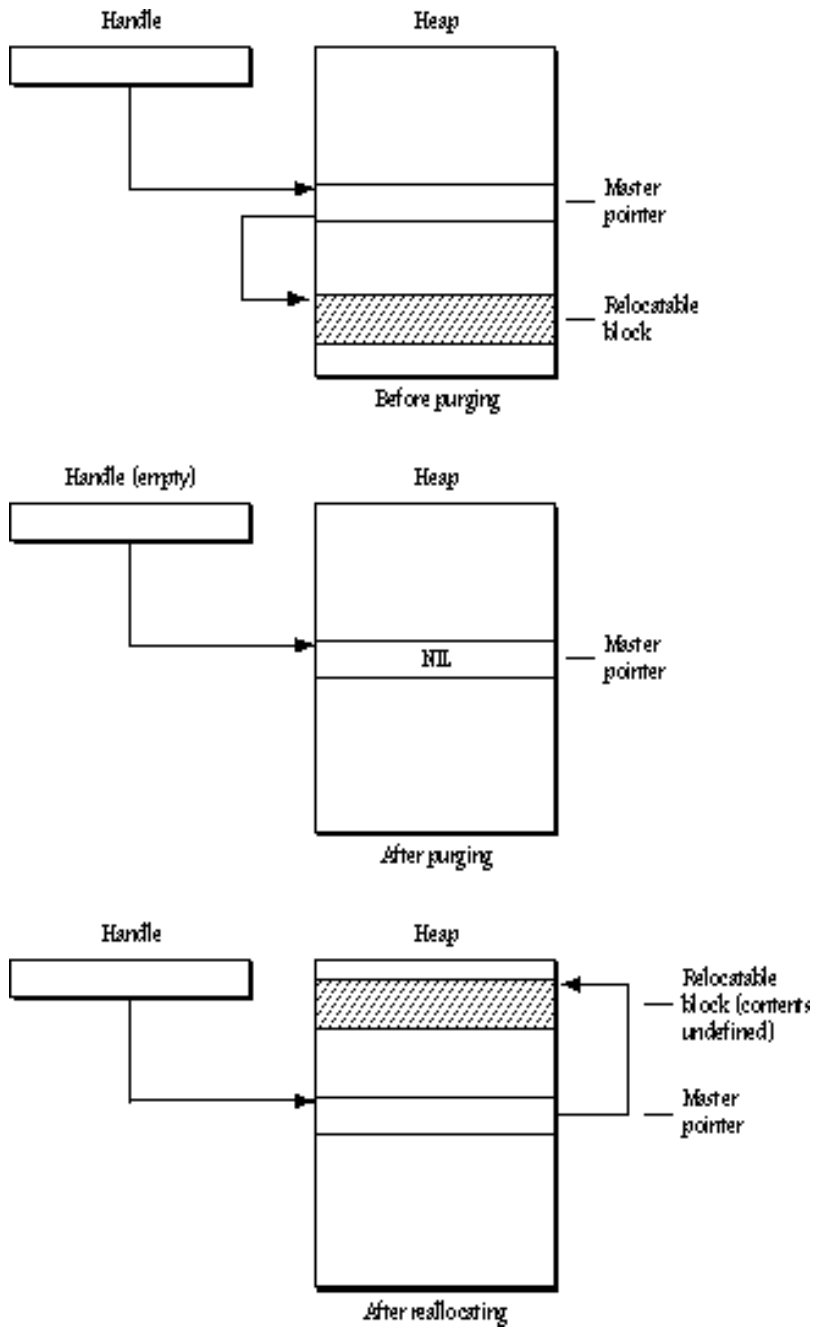 Handle
Heap
Master
pointer
Relocatable
block
Before purging
Handle (empty)
Heap
NIL
Master
pointer
After purging
Handle
Heap
Relocatable
block (contents
undefined)
Master
pointer
After reallocating